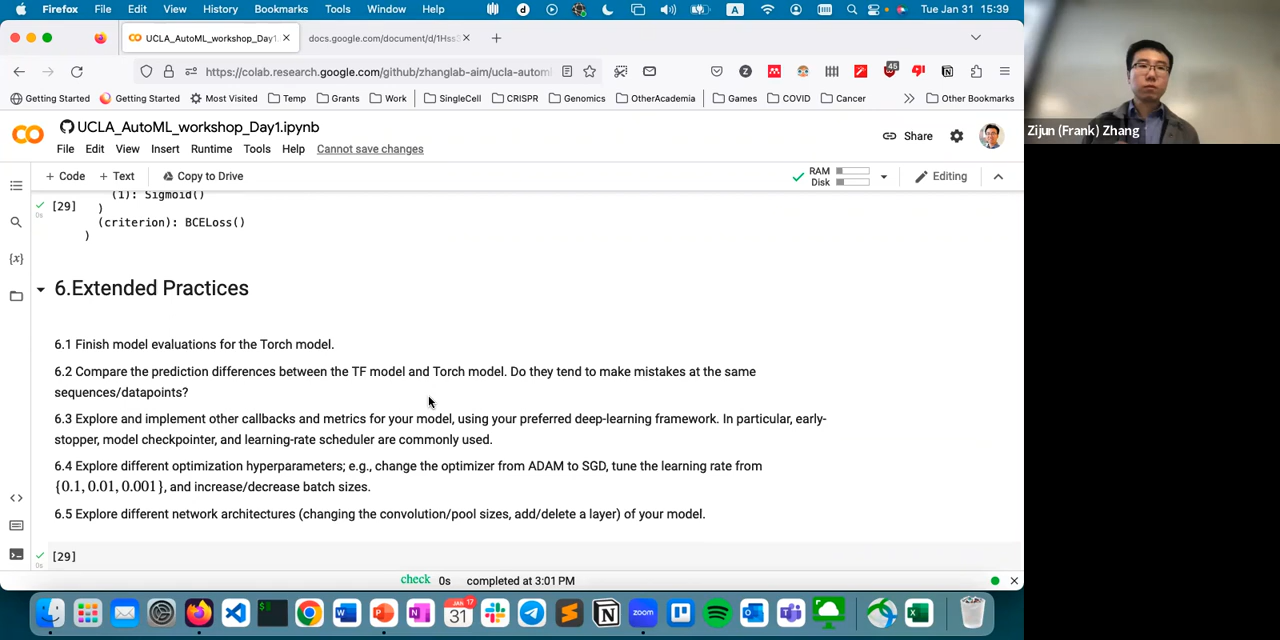 Firefox File Edit View History Bookmarks Tools Window Help Tue Jan 31 15:39
UCLA_AutoML_workshop_Day1. docs.google.com/document/d/1Hss
https://colab.research.google.com/github/zhanglab-aim/ucla-automl 45
Getting Started Getting Started Most Visited Temp Grants Work SingleCell CRISPR Genomics OtherAcademia Games COVID Cancer Other Bookmarks
Zijun (Frank) Zhang
UCLA_AutoML_workshop_Day1.ipynb
File Edit View Insert Runtime Tools Help Cannot save changes
Share
+ Code + Text Copy to Drive RAM Disk Editing
(1): Sigmoid()
[29] )
0s
(criterion): BCELoss()
)
6.Extended Practices
6.1 Finish model evaluations for the Torch model.
6.2 Compare the prediction differences between the TF model and Torch model. Do they tend to make mistakes at the same
sequences/datapoints?
6.3 Explore and implement other callbacks and metrics for your model, using your preferred deep-learning framework. In particular, early-
stopper, model checkpointer, and learning-rate scheduler are commonly used.
6.4 Explore different optimization hyperparameters; e.g., change the optimizer from ADAM to SGD, tune the learning rate from
{0.1, 0.01, 0.001}, and increase/decrease batch sizes.
6.5 Explore different network architectures (changing the convolution/pool sizes, add/delete a layer) of your model.
[29]
0s
check 0s completed at 3:01 PM
JAN 17
31
zoom